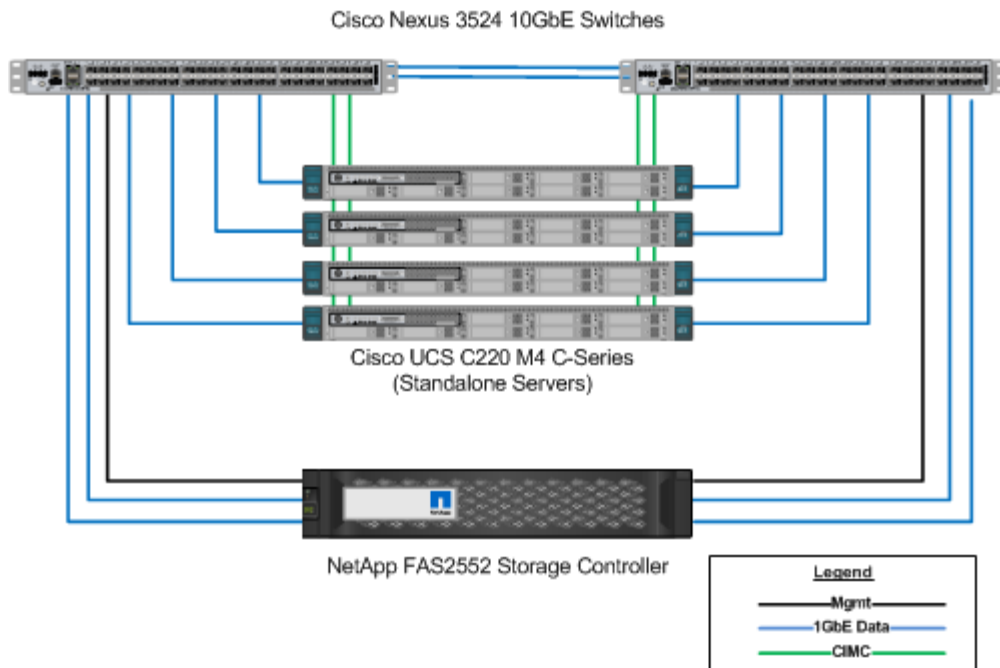 Cisco Nexus 3524 10GbE Switches
Cisco UCS C220 M4 C-Series
(Standalone Servers)
NetApp FAS2552 Storage Controller
Legend
Mgmt
1GbE Data
CIMC